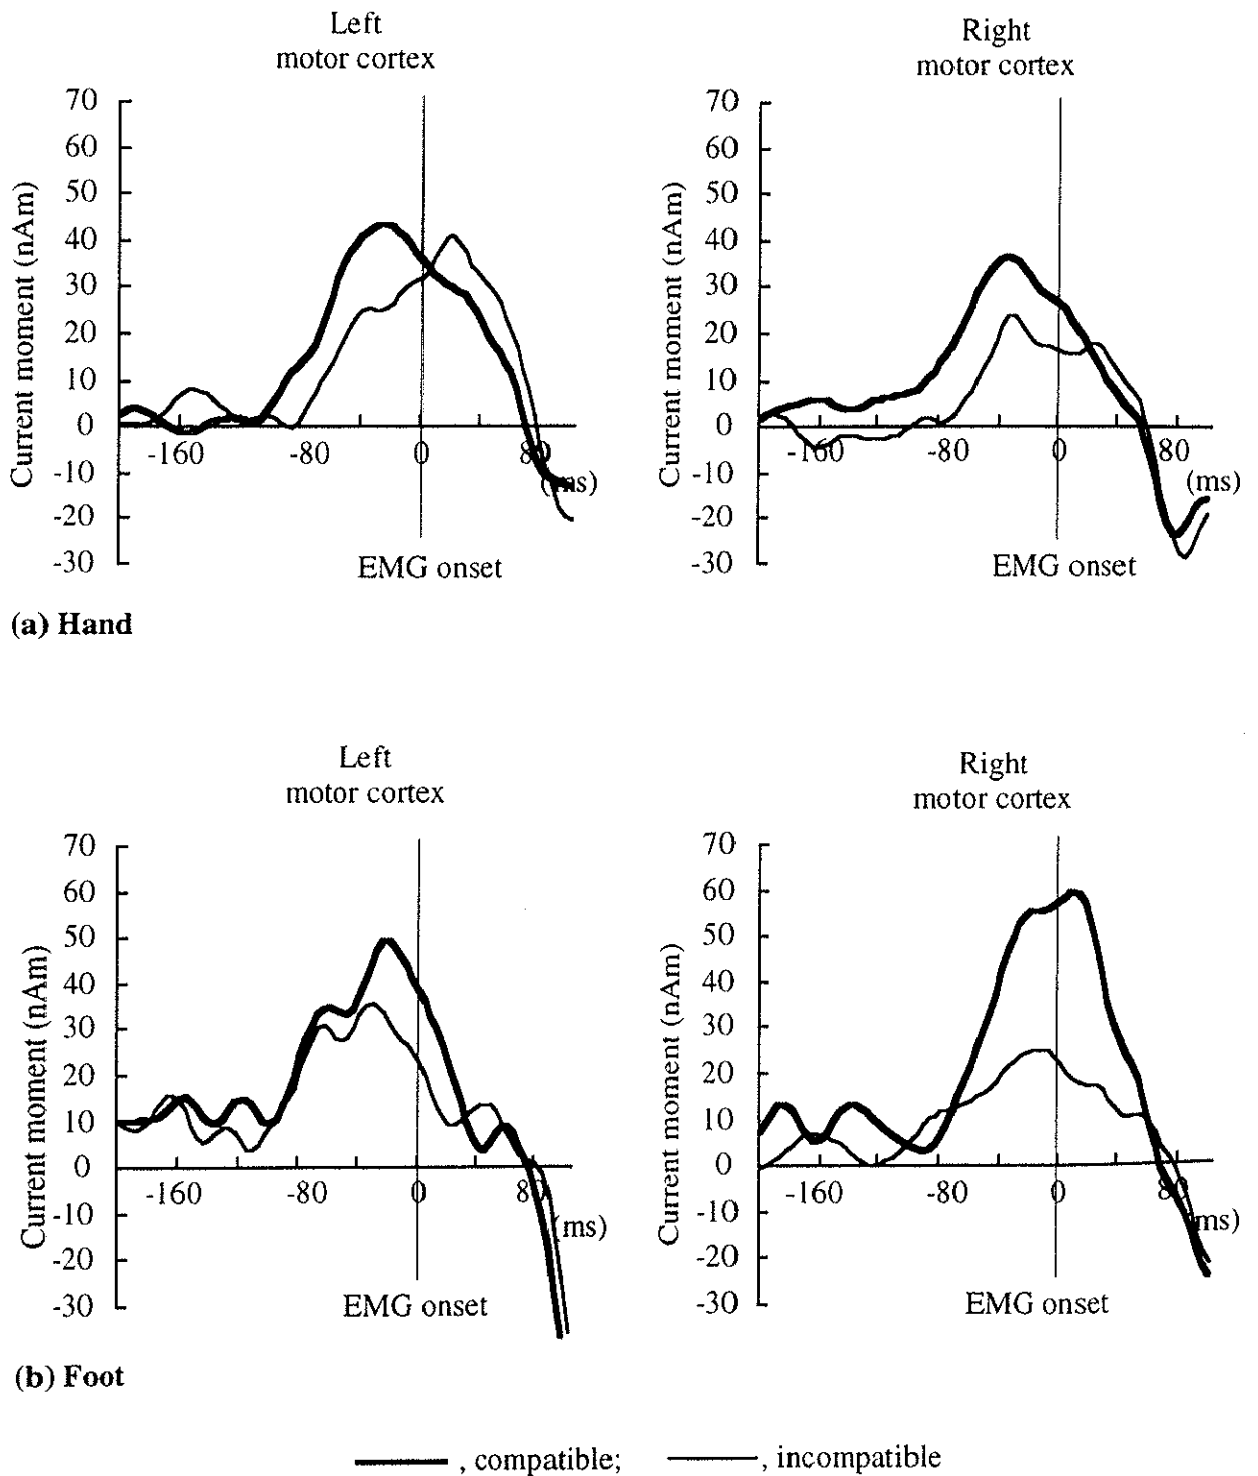 Left
motor cortex
Right
motor cortex
70
60
50
40
30
20
10
0
-10
-20
-30
Current moment (nAm)
-160
-80
0
80
(ms)
EMG onset
70
60
50
40
30
20
10
0
-10
-20
-30
Current moment (nAm)
-160
-80
0
80
(ms)
EMG onset
(a) Hand
Left
motor cortex
Right
motor cortex
70
60
50
40
30
20
10
0
-10
-20
-30
Current moment (nAm)
-160
-80
0
80
(ms)
EMG onset
70
60
50
40
30
20
10
0
-10
-20
-30
Current moment (nAm)
-160
-80
0
80
(ms)
EMG onset
(b) Foot
, compatible; , incompatible